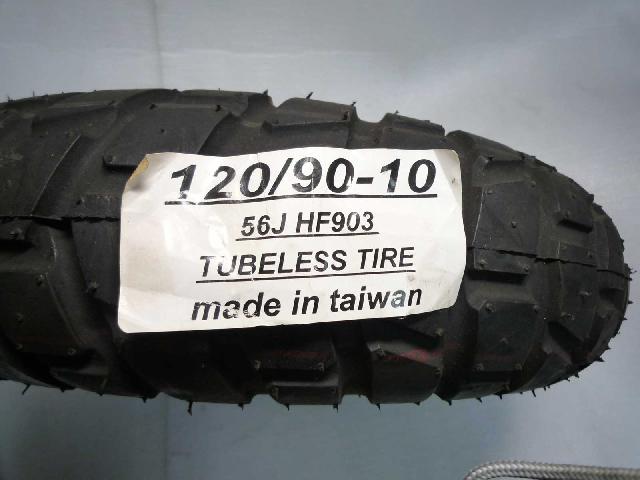 120/90-10
56J HF903
TUBELESS TIRE
made in taiwan